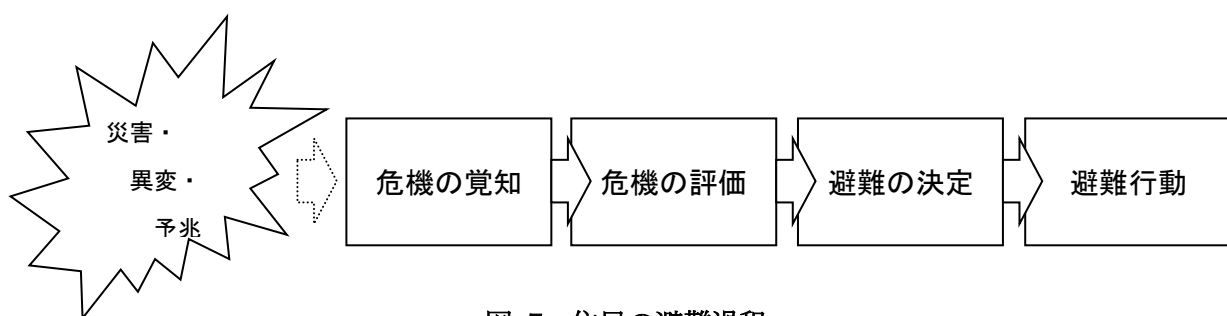 災害・
異変・
予兆
危機の覚知
危機の評価
避難の決定
避難行動